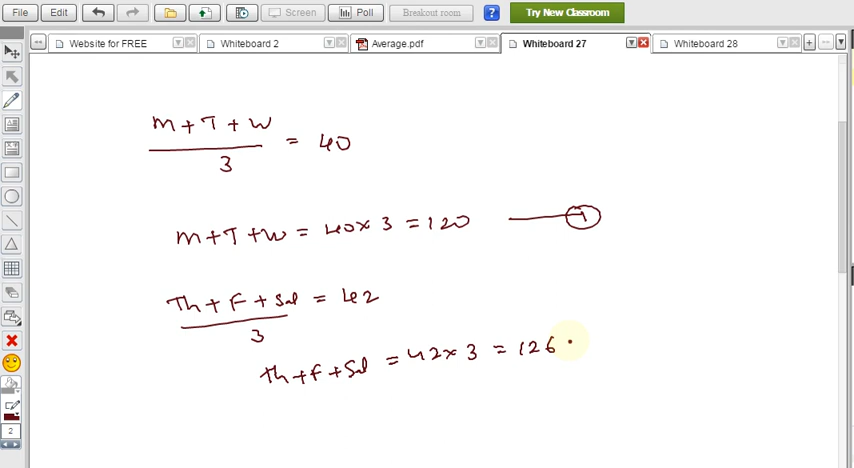 File Edit Screen Poll Breakout room ? Try New Classroom
Website for FREE Whiteboard 2 Average.pdf Whiteboard 27 Whiteboard 28
M+T+W
3
= 40
M+T+W = 40×3 = 120 1
Th+F+Sat = 42
3
Th+F+Sat = 42×3 = 126
2